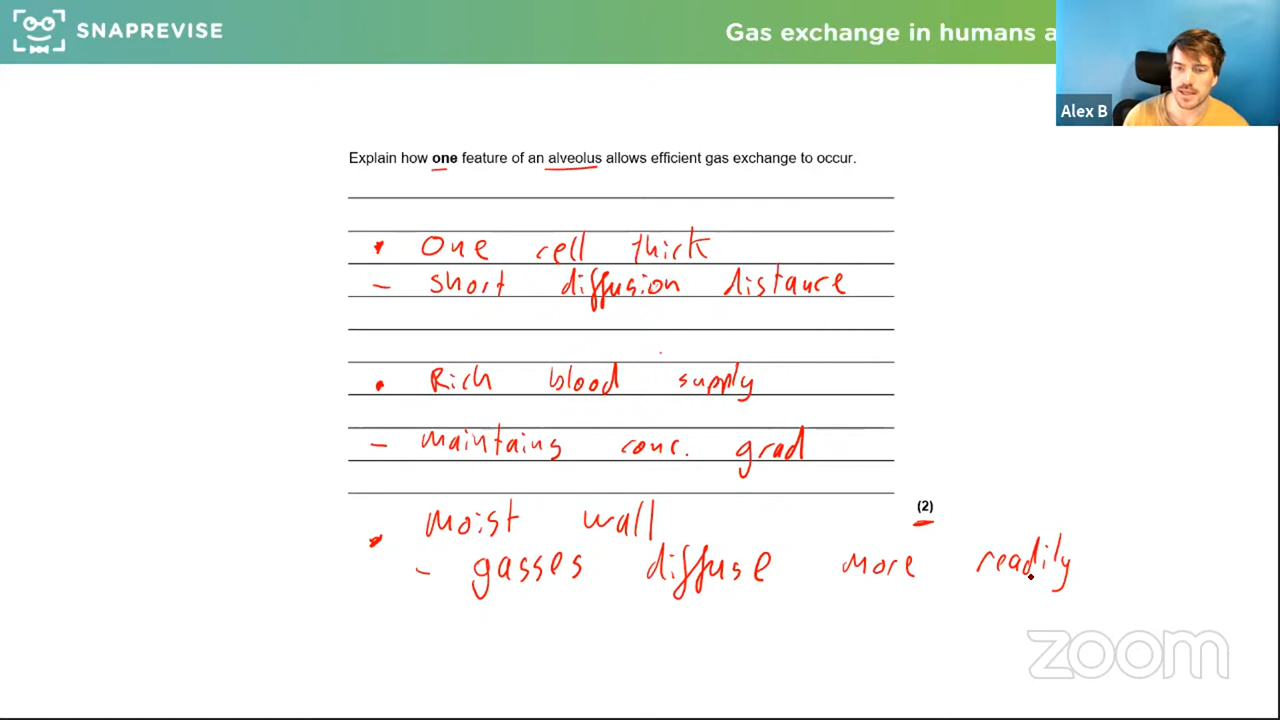 SNAPREVISE
Gas exchange in humans a
Alex B
Explain how one feature of an alveolus allows efficient gas exchange to occur.
• One cell thick
- short diffusion distance
• Rich blood supply
- maintains conc. grad
(2)
• moist wall
- gasses diffuse more readily
zoom